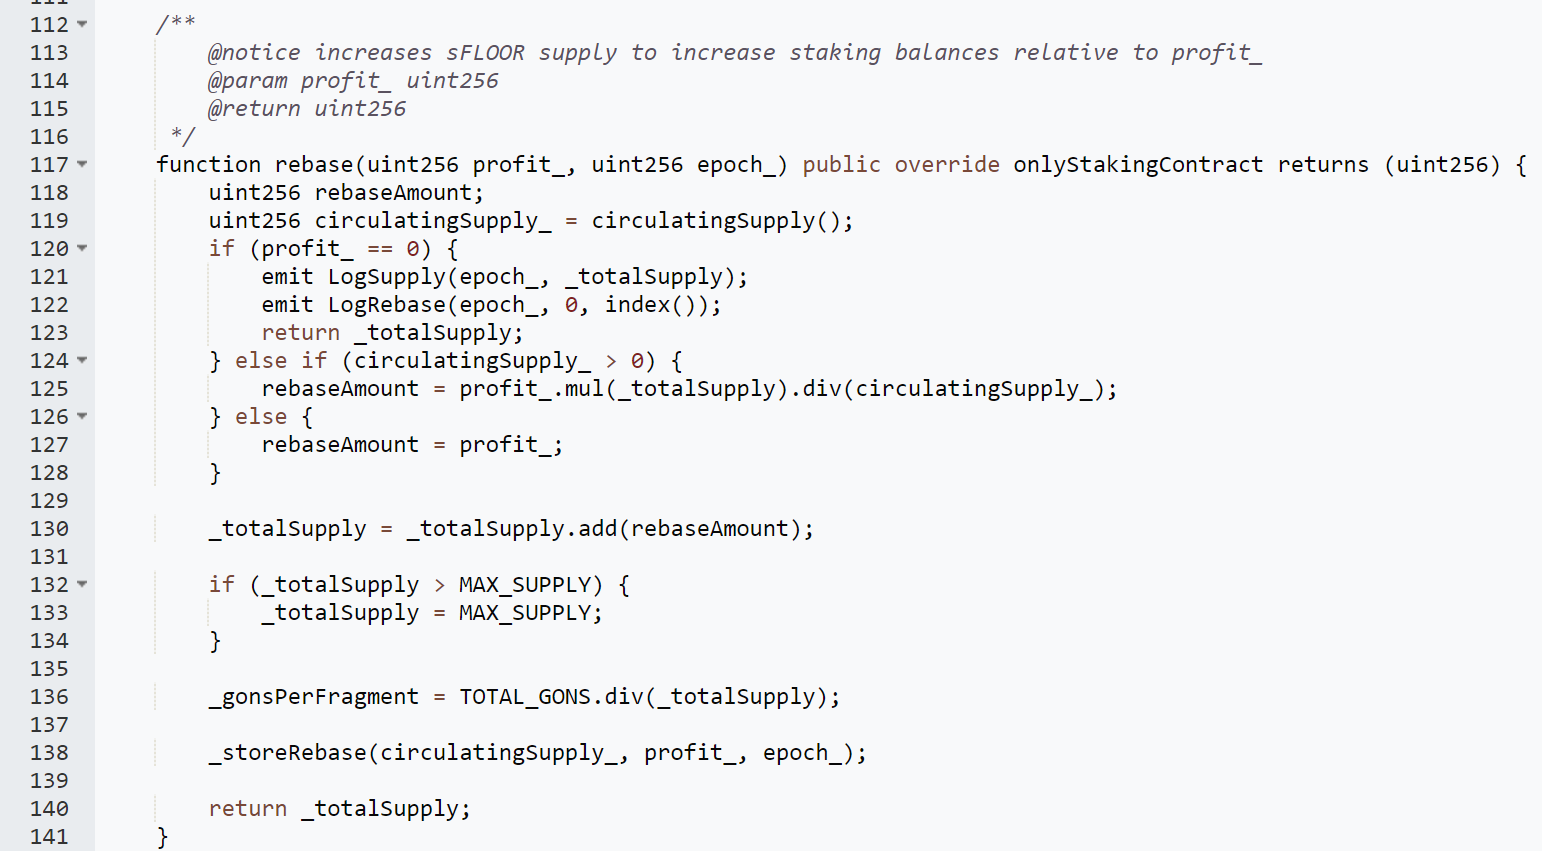 112 /**
113 @notice increases sFLOOR supply to increase staking balances relative to profit_
114 @param profit_ uint256
115 @return uint256
116 */
117 function rebase(uint256 profit_, uint256 epoch_) public override onlyStakingContract returns (uint256) {
118 uint256 rebaseAmount;
119 uint256 circulatingSupply_ = circulatingSupply();
120 if (profit_ == 0) {
121 emit LogSupply(epoch_, _totalSupply);
122 emit LogRebase(epoch_, 0, index());
123 return _totalSupply;
124 } else if (circulatingSupply_ > 0) {
125 rebaseAmount = profit_.mul(_totalSupply).div(circulatingSupply_);
126 } else {
127 rebaseAmount = profit_;
128 }
129
130 _totalSupply = _totalSupply.add(rebaseAmount);
131
132 if (_totalSupply > MAX_SUPPLY) {
133 _totalSupply = MAX_SUPPLY;
134 }
135
136 _gonsPerFragment = TOTAL_GONS.div(_totalSupply);
137
138 _storeRebase(circulatingSupply_, profit_, epoch_);
139
140 return _totalSupply;
141 }